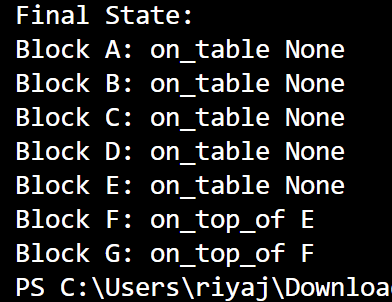 Final State:
Block A: on_table None
Block B: on_table None
Block C: on_table None
Block D: on_table None
Block E: on_table None
Block F: on_top_of E
Block G: on_top_of F
PS C:\Users\riyaj\Downloa